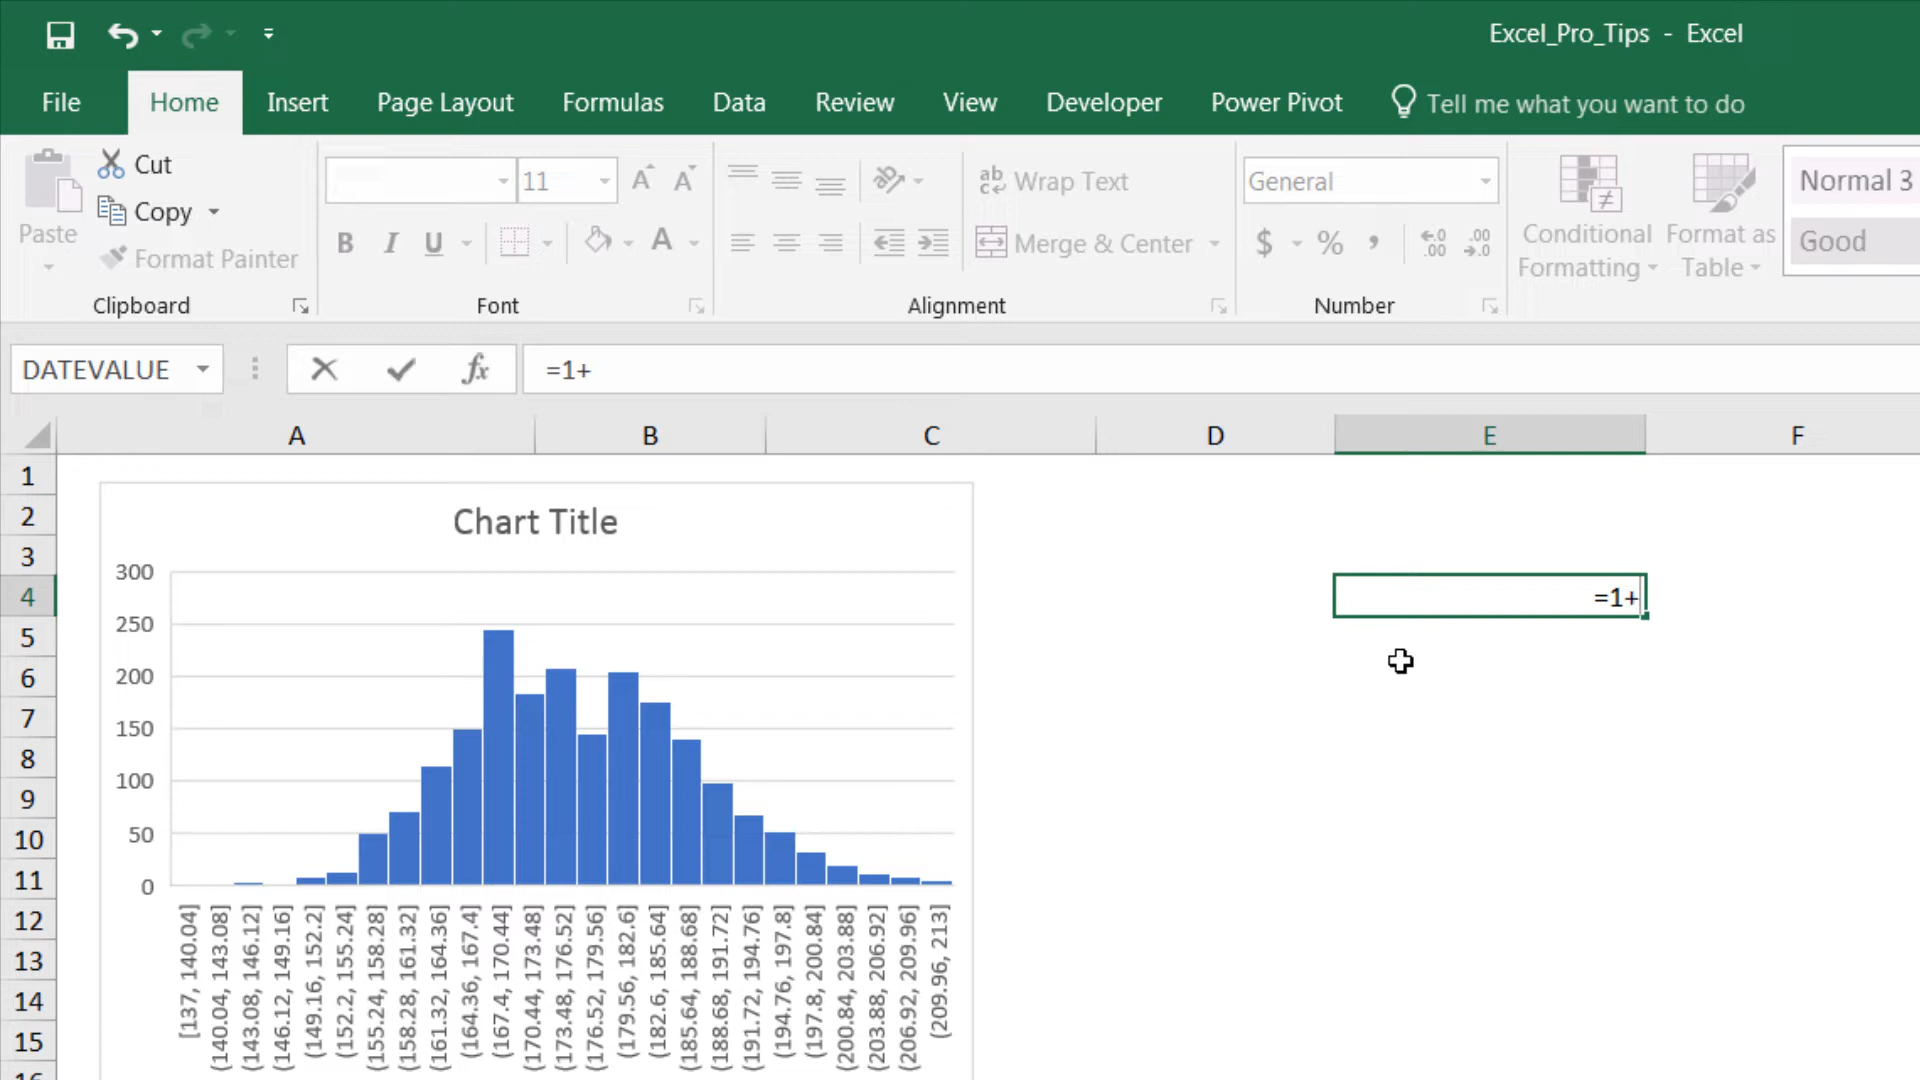 Excel_Pro_Tips - Excel
File Home Insert Page Layout Formulas Data Review View Developer Power Pivot Tell me what you want to do
Cut
Copy
Format Painter
Paste
Clipboard
11
A A
B I U A
Font
ab
c
Wrap Text
Merge & Center
Alignment
General
$ % ,
←.0
.00
.00
→.0
Number
Conditional
Formatting
Format as
Table
Normal 3
Good
DATEVALUE
fx
=1+
A B C D E F
1
2
3
4
5
6
7
8
9
10
11
12
13
14
15
16
Chart Title
300
250
200
150
100
50
0
[137, 140.04]
(140.04, 143.08]
(143.08, 146.12]
(146.12, 149.16]
(149.16, 152.2]
(152.2, 155.24]
(155.24, 158.28]
(158.28, 161.32]
(161.32, 164.36]
(164.36, 167.4]
(167.4, 170.44]
(170.44, 173.48]
(173.48, 176.52]
(176.52, 179.56]
(179.56, 182.6]
(182.6, 185.64]
(185.64, 188.68]
(188.68, 191.72]
(191.72, 194.76]
(194.76, 197.8]
(197.8, 200.84]
(200.84, 203.88]
(203.88, 206.92]
(206.92, 209.96]
(209.96, 213]
=1+